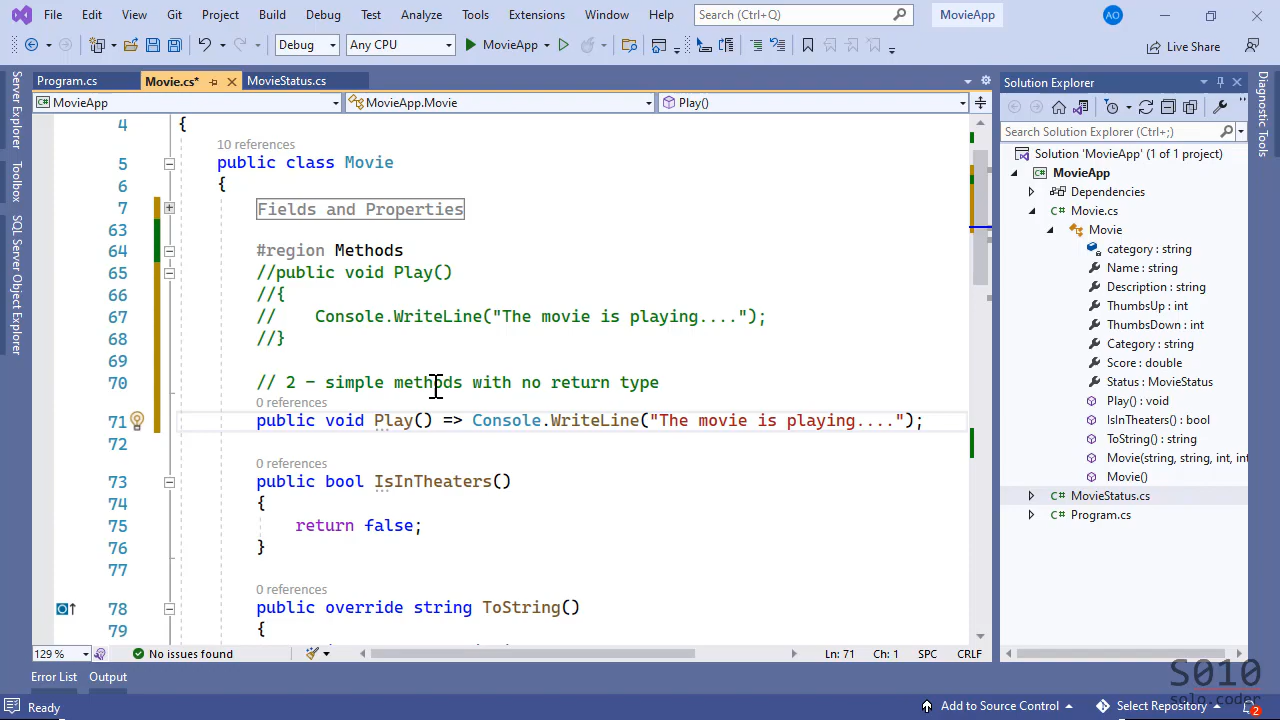 File Edit View Git Project Build Debug Test Analyze Tools Extensions Window Help Search (Ctrl+Q) MovieApp AO
Debug Any CPU MovieApp Live Share
Program.cs Movie.cs* MovieStatus.cs
MovieApp MovieApp.Movie Play()
Server Explorer
Toolbox
SQL Server Object Explorer
4 {
10 references
5 public class Movie
6 {
7 Fields and Properties
63
64 #region Methods
65 //public void Play()
66 //{
67 //    Console.WriteLine("The movie is playing....");
68 //}
69
70 // 2 - simple methods with no return type
0 references
71 public void Play() => Console.WriteLine("The movie is playing....");
72
0 references
73 public bool IsInTheaters()
74 {
75 return false;
76 }
77
0 references
78 public override string ToString()
79 {
129 % No issues found Ln: 71 Ch: 1 SPC CRLF
Solution Explorer
Search Solution Explorer (Ctrl+;)
Solution 'MovieApp' (1 of 1 project)
C# MovieApp
Dependencies
C# Movie.cs
Movie
category : string
Name : string
Description : string
ThumbsUp : int
ThumbsDown : int
Category : string
Score : double
Status : MovieStatus
Play() : void
IsInTheaters() : bool
ToString() : string
Movie(string, string, int, int
Movie()
C# MovieStatus.cs
C# Program.cs
Diagnostic Tools
S010
solo.coder
Error List Output
Ready Add to Source Control Select Repository 2